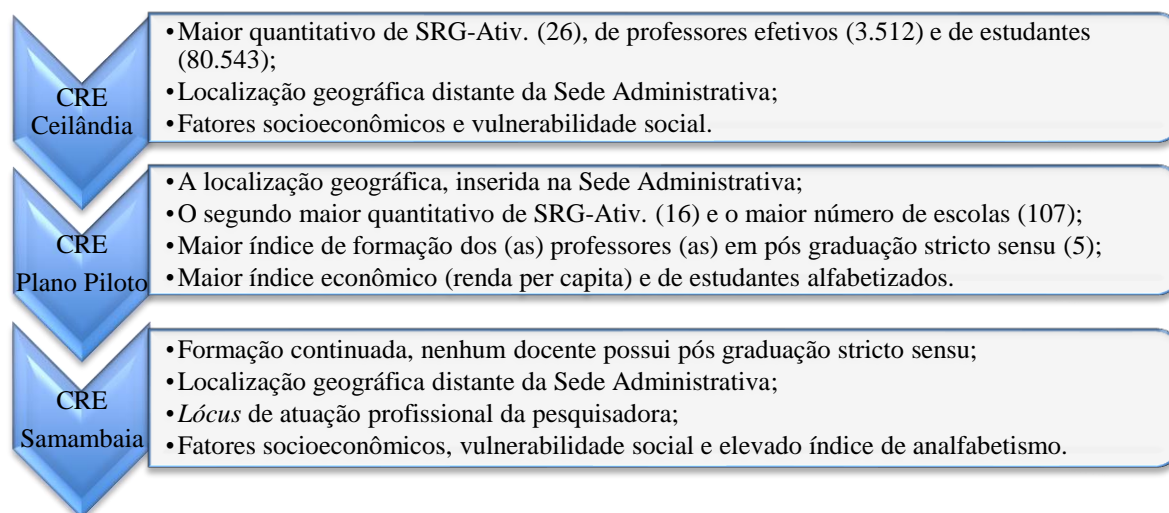 CRE
Ceilândia
•Maior quantitativo de SRG-Ativ. (26), de professores efetivos (3.512) e de estudantes
(80.543);
•Localização geográfica distante da Sede Administrativa;
•Fatores socioeconômicos e vulnerabilidade social.
CRE
Plano Piloto
•A localização geográfica, inserida na Sede Administrativa;
•O segundo maior quantitativo de SRG-Ativ. (16) e o maior número de escolas (107);
•Maior índice de formação dos (as) professores (as) em pós graduação stricto sensu (5);
•Maior índice econômico (renda per capita) e de estudantes alfabetizados.
CRE
Samambaia
•Formação continuada, nenhum docente possui pós graduação stricto sensu;
•Localização geográfica distante da Sede Administrativa;
•Lócus de atuação profissional da pesquisadora;
•Fatores socioeconômicos, vulnerabilidade social e elevado índice de analfabetismo.